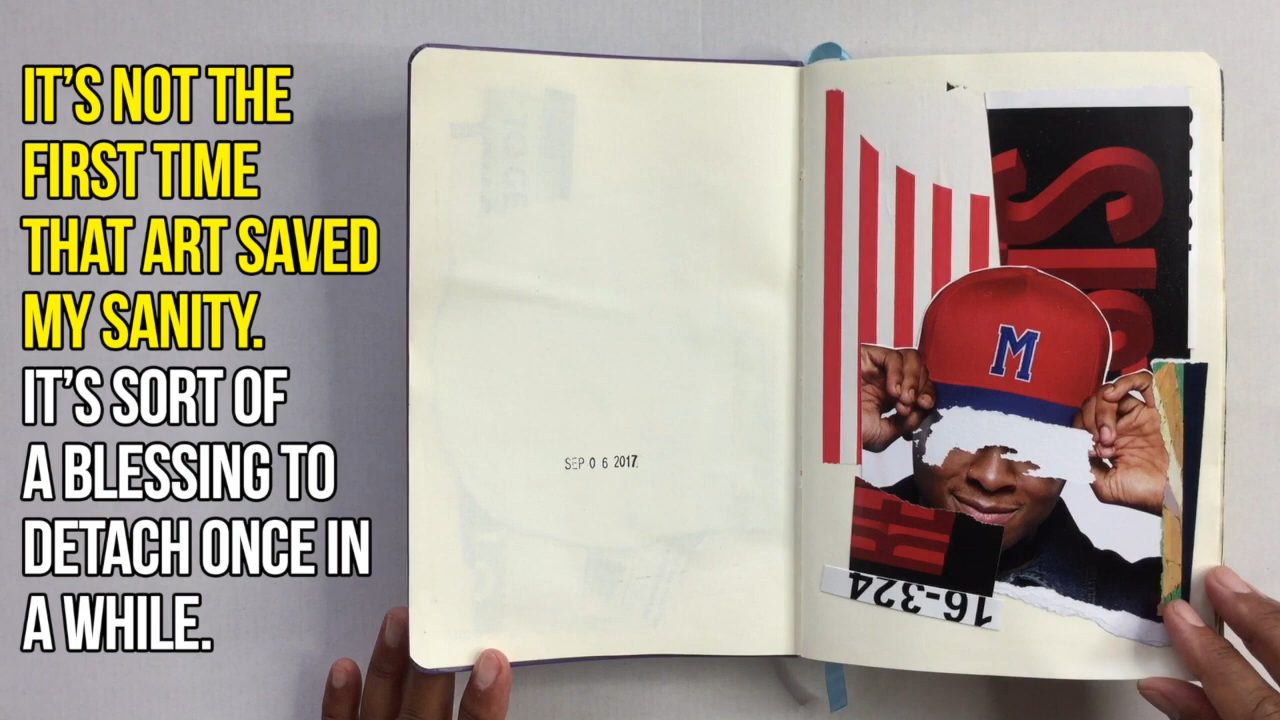 IT'S NOT THE
FIRST TIME
THAT ART SAVED
MY SANITY.
IT'S SORT OF
A BLESSING TO
DETACH ONCE IN
A WHILE.
SEP 0 6 2017
M
16-324